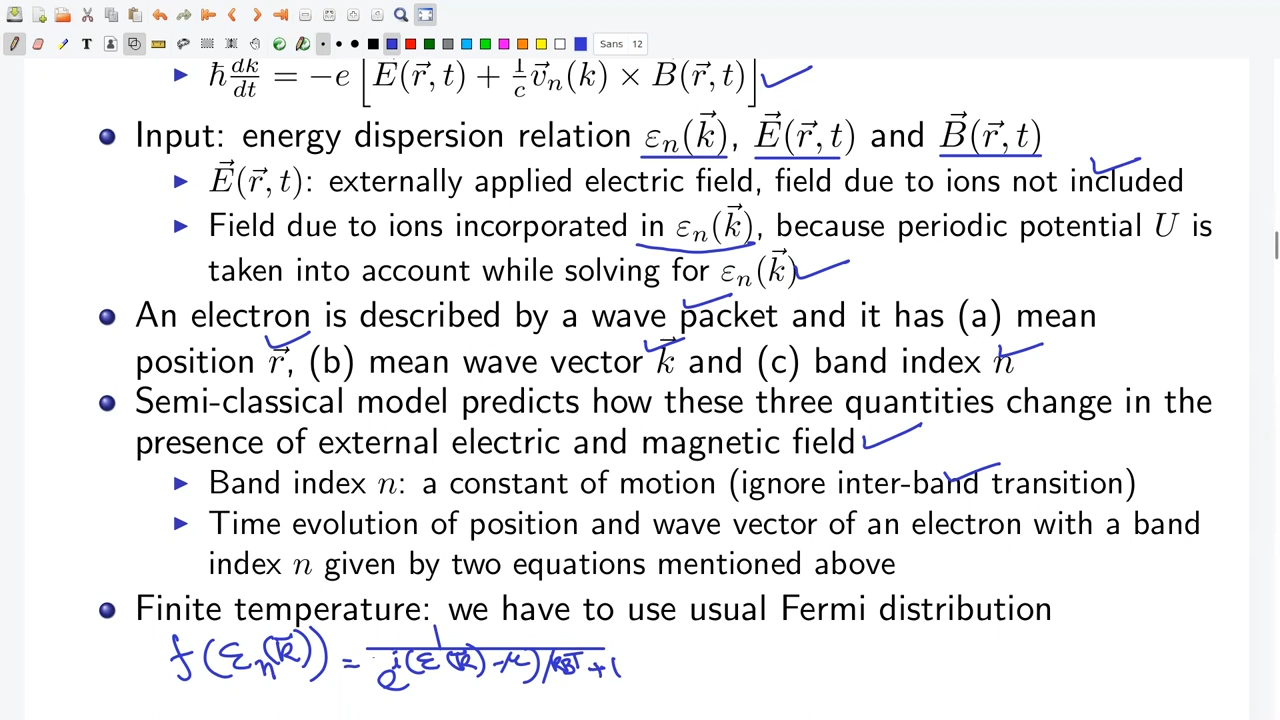 Sans 12
ħ dk/dt = −e [E(r⃗, t) + 1/c v⃗ₙ(k) × B(r⃗, t)]
Input: energy dispersion relation εₙ(k⃗), E⃗(r⃗, t) and B⃗(r⃗, t)
E⃗(r⃗, t): externally applied electric field, field due to ions not included
Field due to ions incorporated in εₙ(k⃗), because periodic potential U is
taken into account while solving for εₙ(k⃗)
An electron is described by a wave packet and it has (a) mean
position r⃗, (b) mean wave vector k⃗ and (c) band index n
Semi-classical model predicts how these three quantities change in the
presence of external electric and magnetic field
Band index n: a constant of motion (ignore inter-band transition)
Time evolution of position and wave vector of an electron with a band
index n given by two equations mentioned above
Finite temperature: we have to use usual Fermi distribution
f(εₙ(k⃗)) = 1/(e^{i(ε(k⃗)−μ)/k_BT} + 1